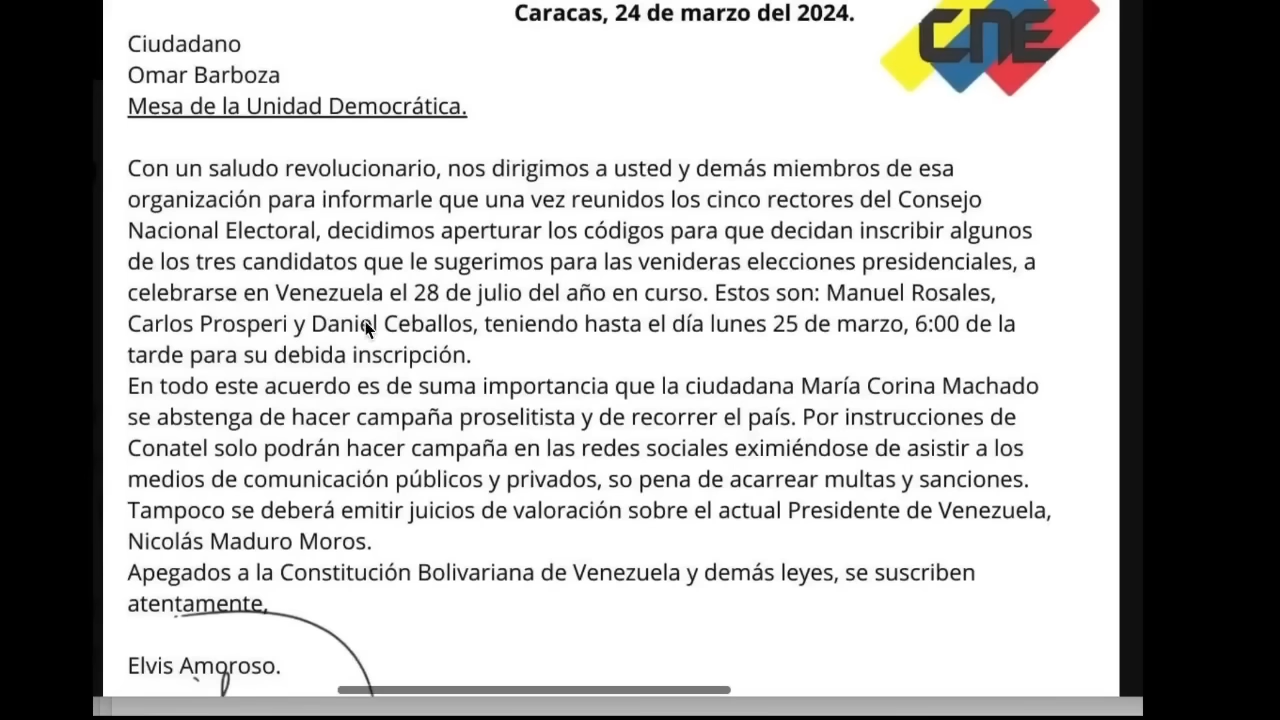 Caracas, 24 de marzo del 2024.
CNE
Ciudadano
Omar Barboza
Mesa de la Unidad Democrática.
Con un saludo revolucionario, nos dirigimos a usted y demás miembros de esa
organización para informarle que una vez reunidos los cinco rectores del Consejo
Nacional Electoral, decidimos aperturar los códigos para que decidan inscribir algunos
de los tres candidatos que le sugerimos para las venideras elecciones presidenciales, a
celebrarse en Venezuela el 28 de julio del año en curso. Estos son: Manuel Rosales,
Carlos Prosperi y Daniel Ceballos, teniendo hasta el día lunes 25 de marzo, 6:00 de la
tarde para su debida inscripción.
En todo este acuerdo es de suma importancia que la ciudadana María Corina Machado
se abstenga de hacer campaña proselitista y de recorrer el país. Por instrucciones de
Conatel solo podrán hacer campaña en las redes sociales eximiéndose de asistir a los
medios de comunicación públicos y privados, so pena de acarrear multas y sanciones.
Tampoco se deberá emitir juicios de valoración sobre el actual Presidente de Venezuela,
Nicolás Maduro Moros.
Apegados a la Constitución Bolivariana de Venezuela y demás leyes, se suscriben
atentamente,
Elvis Amoroso.